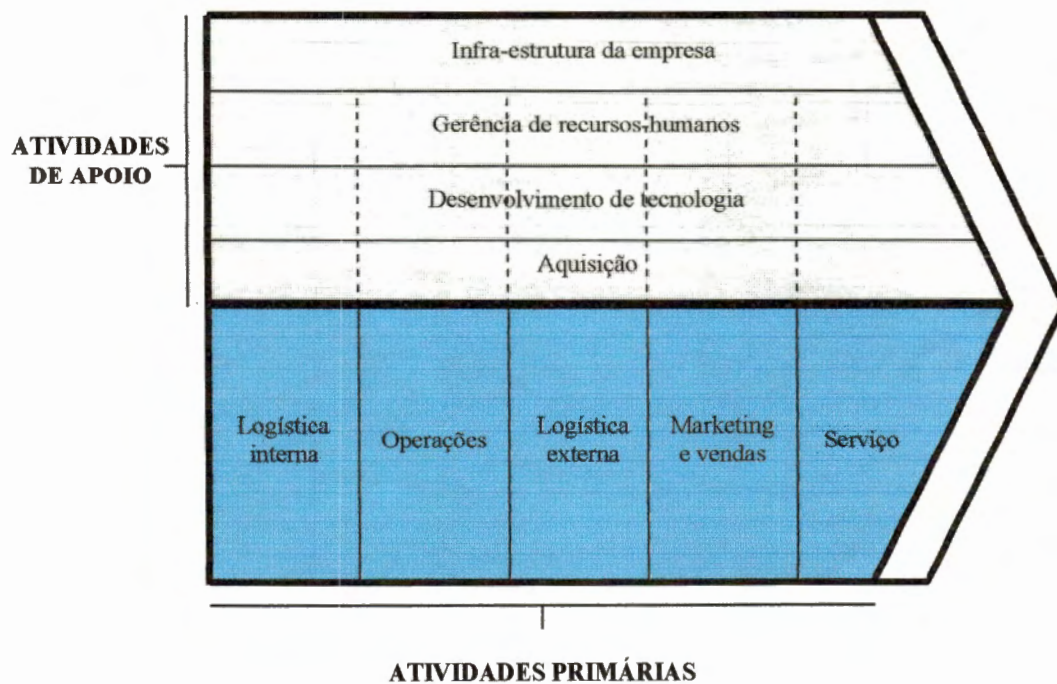 Infra-estrutura da empresa
Gerência de recursos humanos
ATIVIDADES
DE APOIO
Desenvolvimento de tecnologia
Aquisição
Logística
interna
Operações
Logística
externa
Marketing
e vendas
Serviço
ATIVIDADES PRIMÁRIAS